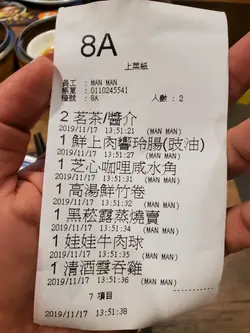 8A
上菜紙
員工 : MAN MAN
帳單 : 0110245541
檯號 : 8A 人數 : 2
2 茗茶/醬介
2019/11/17 13:51:21 (MAN MAN)
1 鮮上肉響玲腸(豉油)
2019/11/17 13:51:24 (MAN MAN)
1 芝心咖哩咸水角
2019/11/17 13:51:27 (MAN MAN)
1 高湯鮮竹卷
2019/11/17 13:51:31 (MAN MAN)
1 黑崧露蒸燒賣
2019/11/17 13:51:34 (MAN MAN)
1 娃娃牛肉球
2019/11/17 13:51:35 (MAN MAN)
1 清酒雲吞雞
2019/11/17 13:51:36 (MAN MAN)
7 項目
2019/11/17 13:51:38